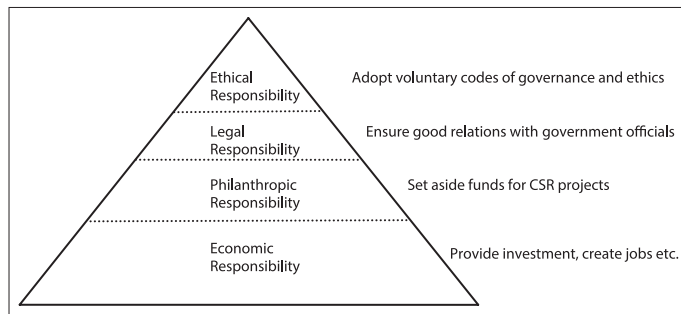 Ethical
Responsibility
Adopt voluntary codes of governance and ethics
Legal
Responsibility
Ensure good relations with government officials
Philanthropic
Responsibility
Set aside funds for CSR projects
Economic
Responsibility
Provide investment, create jobs etc.